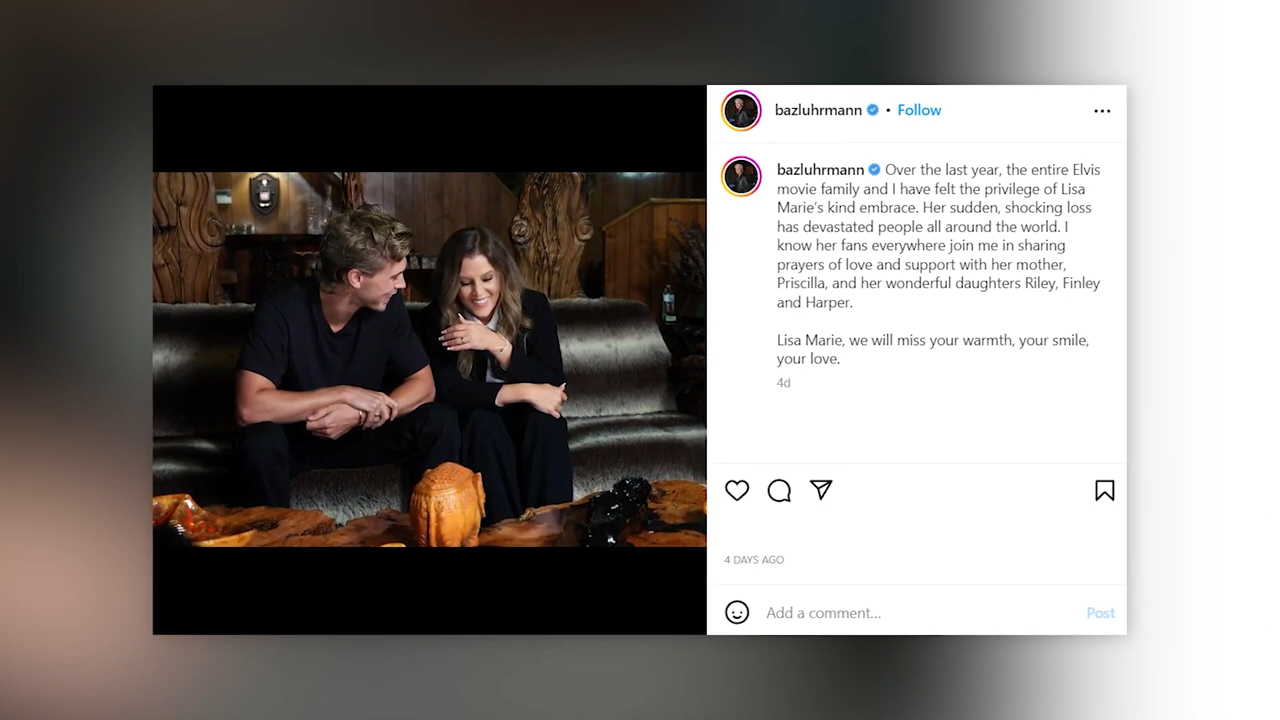 bazluhrmann • Follow
bazluhrmann Over the last year, the entire Elvis
movie family and I have felt the privilege of Lisa
Marie's kind embrace. Her sudden, shocking loss
has devastated people all around the world. I
know her fans everywhere join me in sharing
prayers of love and support with her mother,
Priscilla, and her wonderful daughters Riley, Finley
and Harper.
Lisa Marie, we will miss your warmth, your smile,
your love.
4d
4 DAYS AGO
Add a comment...
Post